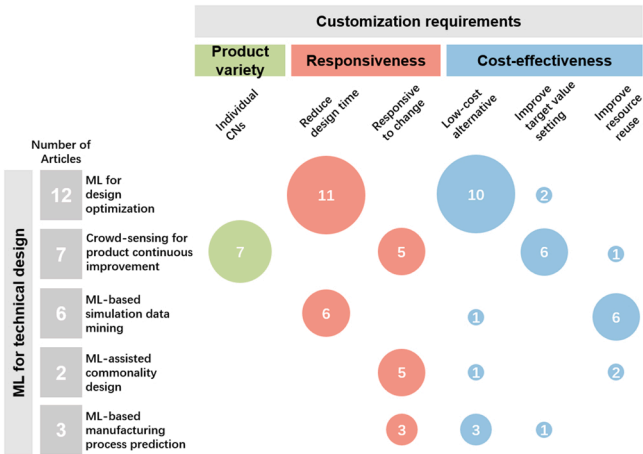 Customization requirements
Product
variety
Responsiveness
Cost-effectiveness
Individual
CNs
Reduce
design time
Responsive
to change
Low-cost
alternative
Improve
target value
setting
Improve
resource
reuse
Number of
Articles
ML for technical design
12
ML for
design
optimization
11
10
2
7
Crowd-sensing for
product continuous
improvement
7
5
6
1
6
ML-based
simulation data
mining
6
1
6
2
ML-assisted
commonality
design
5
1
2
3
ML-based
manufacturing
process prediction
3
3
1